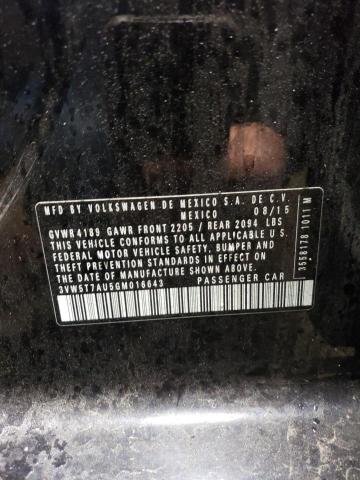 MFD BY VOLKSWAGEN DE MEXICO S.A. DE C.V.
MEXICO 08/15
GVWR 4189 GAWR FRONT 2205 / REAR 2094 LBS
THIS VEHICLE CONFORMS TO ALL APPLICABLE U.S.
FEDERAL MOTOR VEHICLE SAFETY, BUMPER AND
THEFT PREVENTION STANDARDS IN EFFECT ON
THE DATE OF MANUFACTURE SHOWN ABOVE.
3VW5T7AU5GM016643 PASSENGER CAR
3558178 1011 M